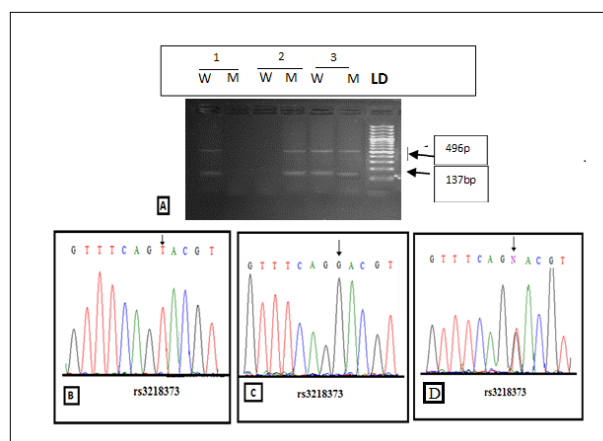 1 2 3
W M W M W M LD
496p
137bp
A
G T T T C A G T A C G T
G T T T C A G G A C G T
G T T T C A G N A C G T
B rs3218373
C rs3218373
D rs3218373